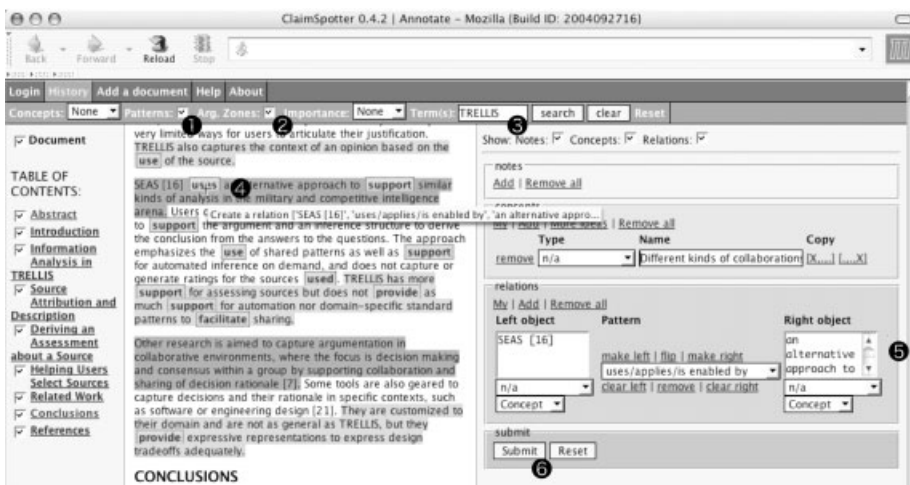 ClaimSpotter 0.4.2 | Annotate – Mozilla (Build ID: 2004092716)
Back Forward Reload Stop
Login History Add a document Help About
Concepts: None Patterns: Arg. Zones: Importance: None Term(s): TRELLIS search clear Reset
❶ ❷ ❸
Document
TABLE OF
CONTENTS:
Abstract
Introduction
Information
Analysis in
TRELLIS
Source
Attribution and
Description
Deriving an
Assessment
about a Source
Helping Users
Select Sources
Related Work
Conclusions
References
very limited ways for users to articulate their justification.
TRELLIS also captures the context of an opinion based on the
use of the source.
SEAS [16] uses an alternative approach to support similar
❹
kinds of analysis in the military and competitive intelligence
arena. Users
Create a relation ['SEAS [16]', 'uses/applies/is enabled by', 'an alternative appro...
to support the argument and an inference structure to derive
the conclusion from the answers to the questions. The approach
emphasizes the use of shared patterns as well as support
for automated inference on demand, and does not capture or
generate ratings for the sources used. TRELLIS has more
support for assessing sources but does not provide as
much support for automation nor domain-specific standard
patterns to facilitate sharing.
Other research is aimed to capture argumentation in
collaborative environments, where the focus is decision making
and consensus within a group by supporting collaboration and
sharing of decision rationale [7]. Some tools are also geared to
capture decisions and their rationale in specific contexts, such
as software or engineering design [21]. They are customized to
their domain and are not as general as TRELLIS, but they
provide expressive representations to express design
tradeoffs adequately.
CONCLUSIONS
Show: Notes: Concepts: Relations:
notes
Add | Remove all
concepts
My | Add | More ideas | Remove all
Type Name Copy
remove n/a Different kinds of collaborations [X....] [....X]
relations
My | Add | Remove all
Left object Pattern Right object
SEAS [16]
an
alternative
approach to
make left | flip | make right
uses/applies/is enabled by
clear left | remove | clear right
n/a n/a
Concept Concept
❺
submit
Submit Reset
❻